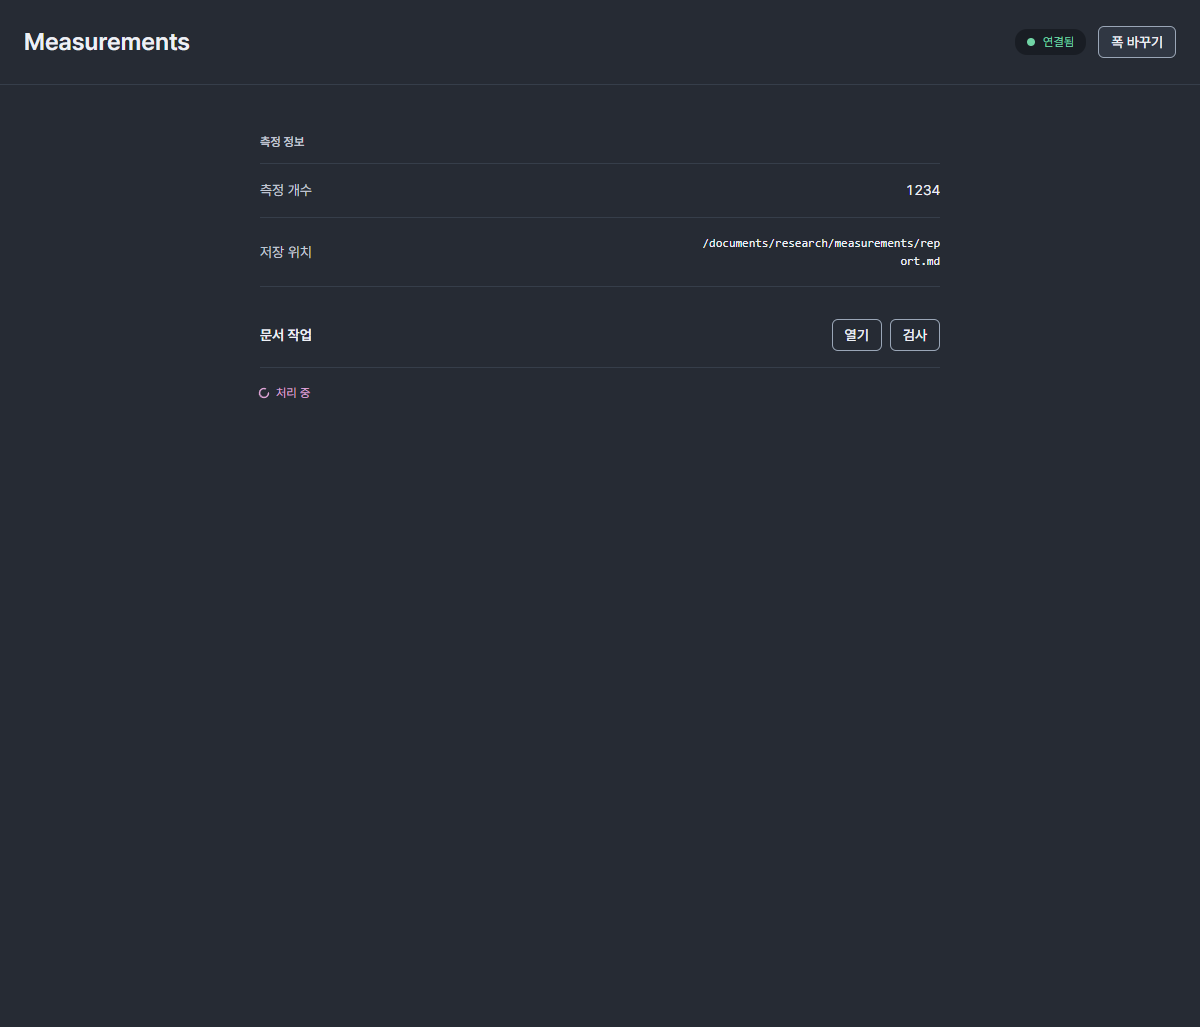 Measurements
연결됨
폭 바꾸기
측정 정보
측정 개수
1234
저장 위치
/documents/research/measurements/rep
ort.md
문서 작업
열기
검사
처리 중